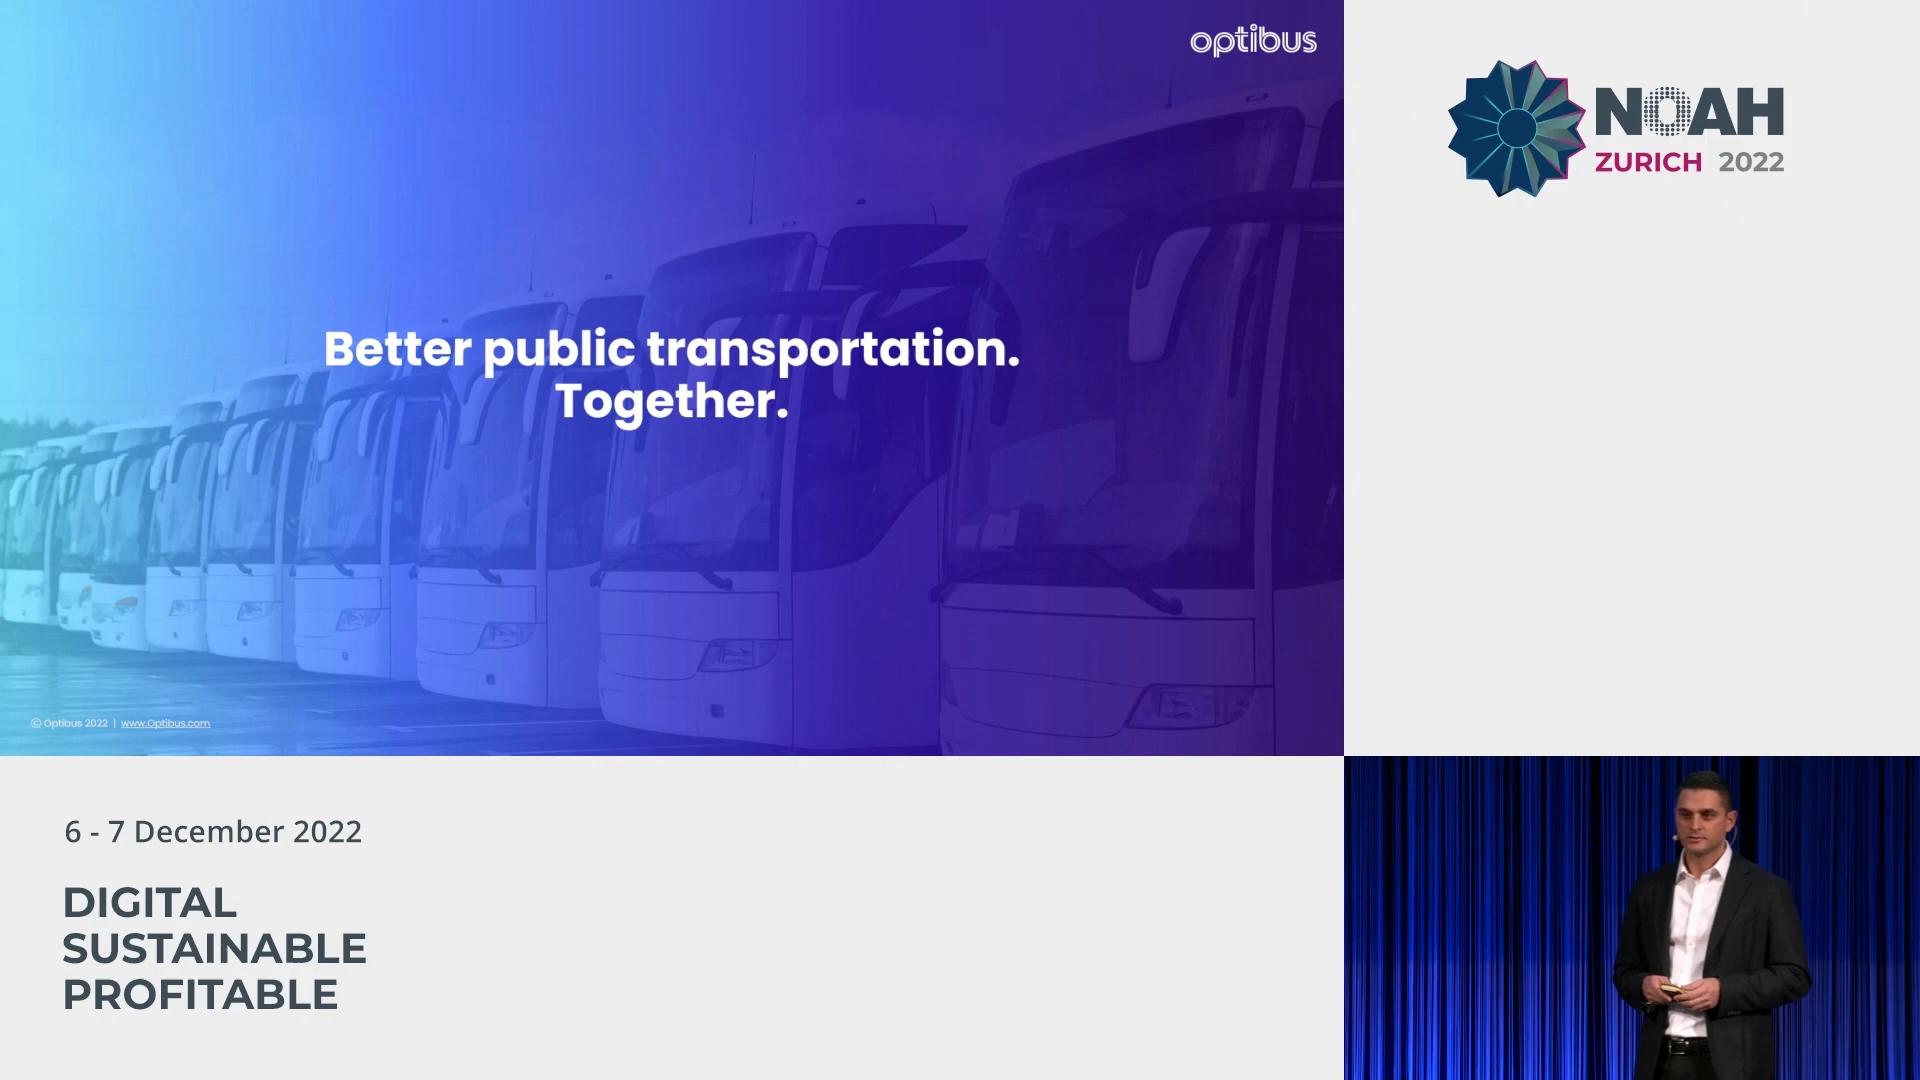 optibus
Better public transportation.
Together.
© Optibus 2022 | www.Optibus.com
NOAH
ZURICH 2022
6 - 7 December 2022
DIGITAL
SUSTAINABLE
PROFITABLE